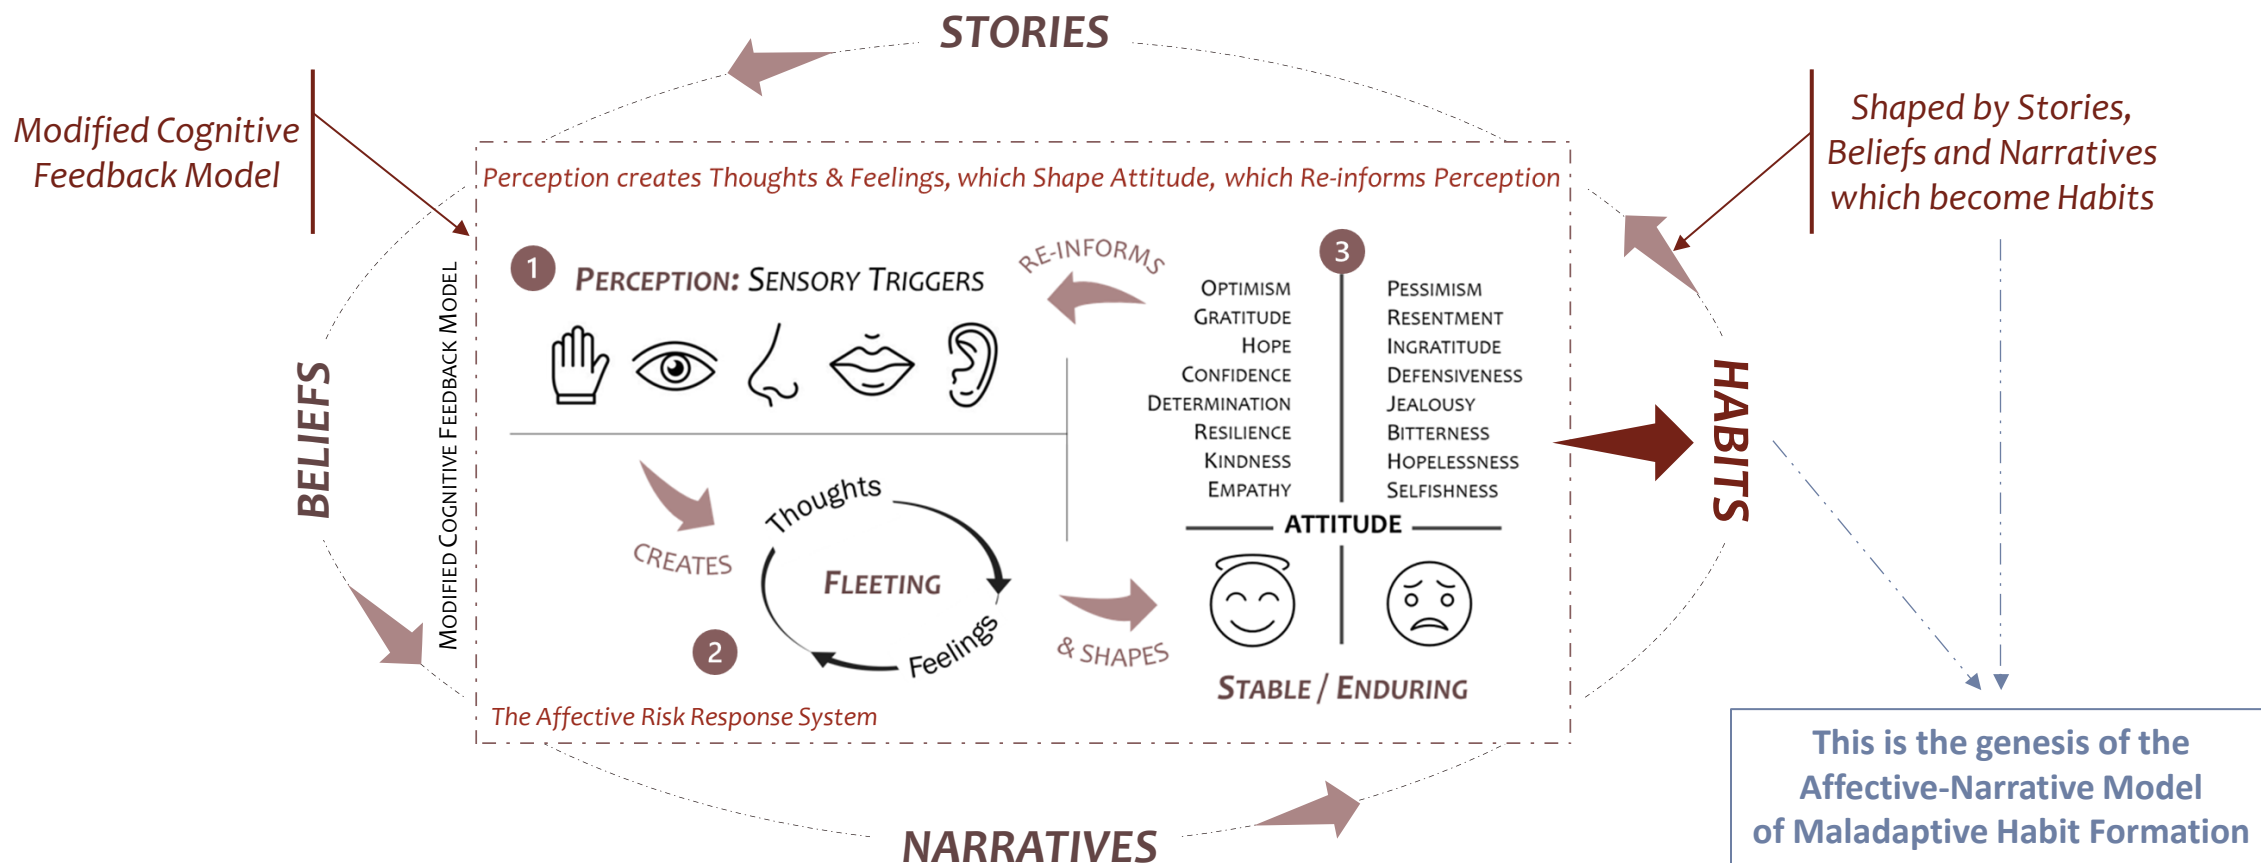 STORIES
Modified Cognitive
Feedback Model
Shaped by Stories,
Beliefs and Narratives
which become Habits
Perception creates Thoughts & Feelings, which Shape Attitude, which Re-informs Perception
MODIFIED COGNITIVE FEEDBACK MODEL
BELIEFS
1
PERCEPTION: SENSORY TRIGGERS
RE-INFORMS
3
OPTIMISM
GRATITUDE
HOPE
CONFIDENCE
DETERMINATION
RESILIENCE
KINDNESS
EMPATHY
PESSIMISM
RESENTMENT
INGRATITUDE
DEFENSIVENESS
JEALOUSY
BITTERNESS
HOPELESSNESS
SELFISHNESS
ATTITUDE
HABITS
CREATES
Thoughts
FLEETING
Feelings
2
& SHAPES
STABLE / ENDURING
The Affective Risk Response System
NARRATIVES
This is the genesis of the
Affective-Narrative Model
of Maladaptive Habit Formation